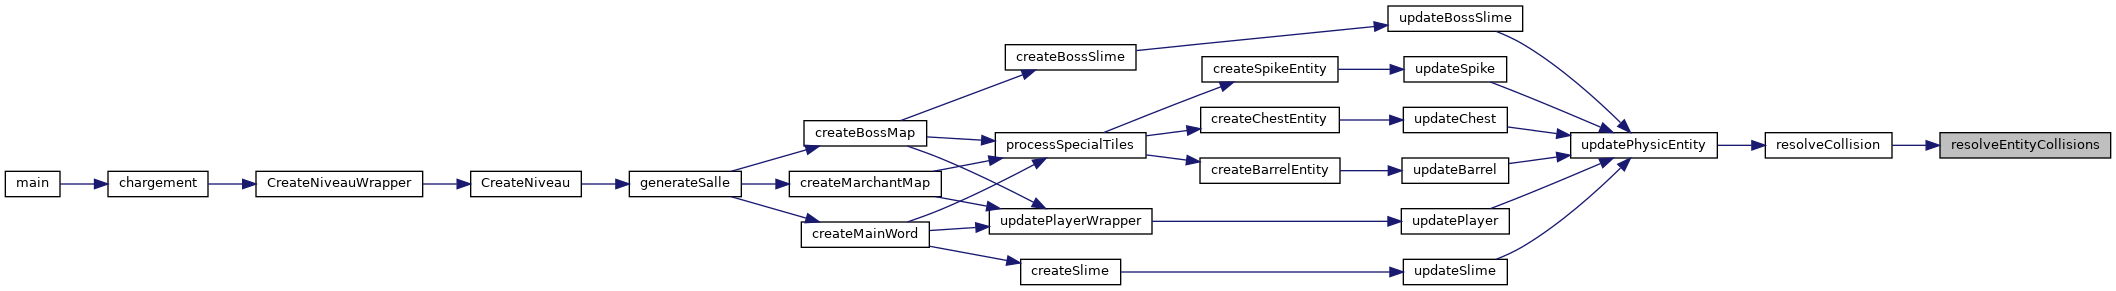 main
chargement
CreateNiveauWrapper
CreateNiveau
generateSalle
createBossMap
createMarchantMap
createMainWord
createBossSlime
processSpecialTiles
updatePlayerWrapper
createSlime
createSpikeEntity
createChestEntity
createBarrelEntity
updateBossSlime
updateSpike
updateChest
updateBarrel
updatePlayer
updateSlime
updatePhysicEntity
resolveCollision
resolveEntityCollisions